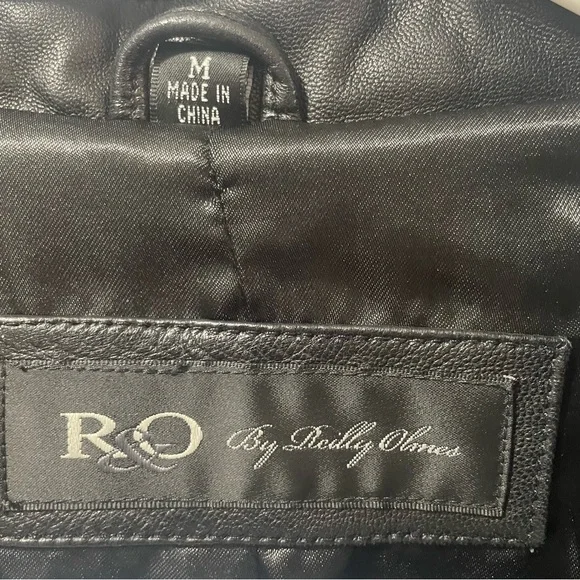 M
MADE IN
CHINA
R&O By Reilly Olmes